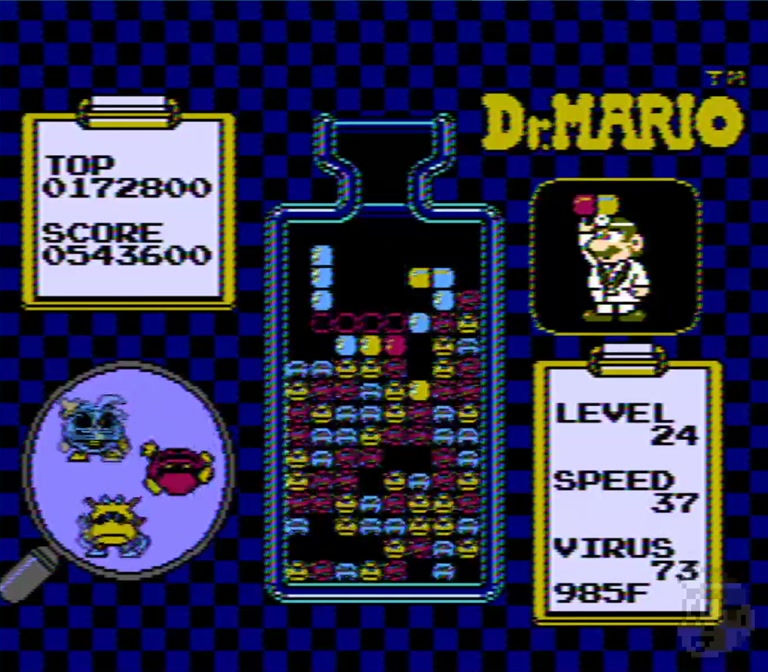 TM
Dr. MARIO
TOP
0172800
SCORE
0543600
LEVEL
24
SPEED
37
VIRUS
73
985F